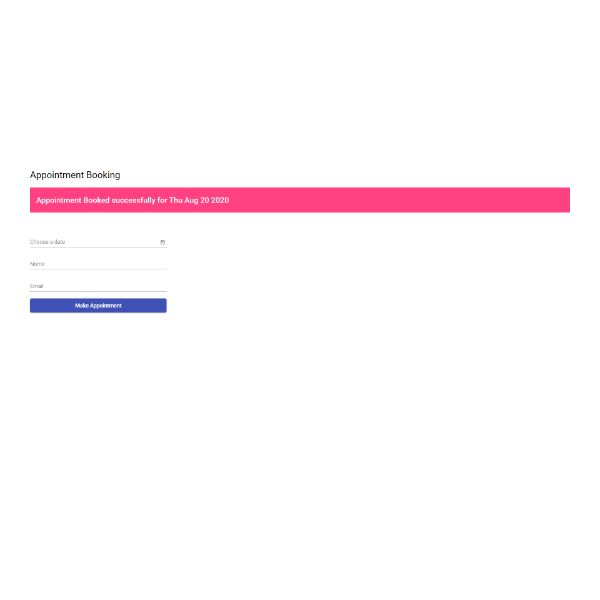 Appointment Booking
Appointment Booked successfully for Thu Aug 20 2020
Choose a date
Name
Email
Make Appointment